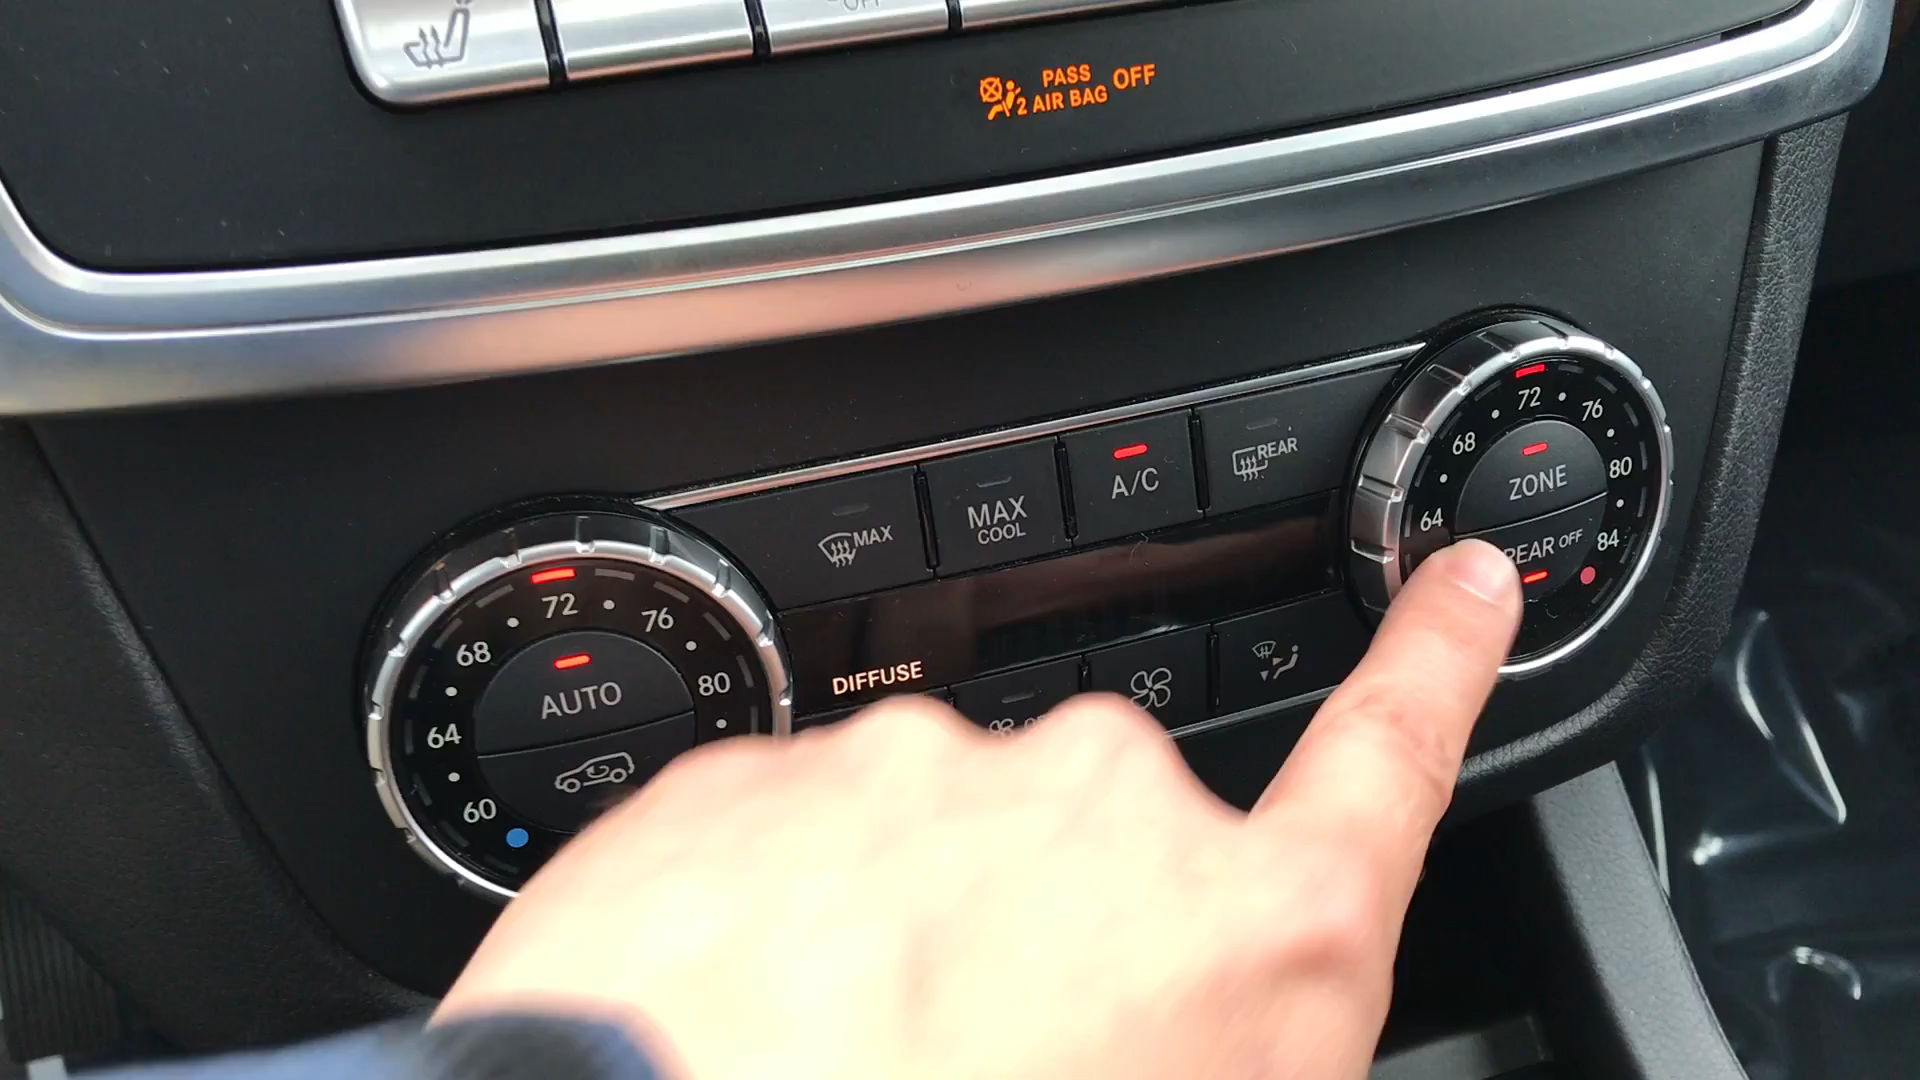 OFF
PASS
2 AIR BAG OFF
72
76
68
80
64
84
ZONE
REAR OFF
REAR
A/C
MAX
COOL
MAX
72
76
68
80
64
60
AUTO
DIFFUSE